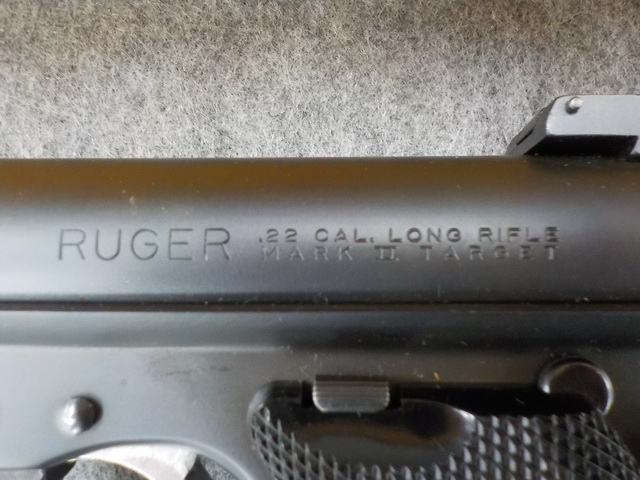 RUGER .22 CAL. LONG RIFLE
MARK II TARGET